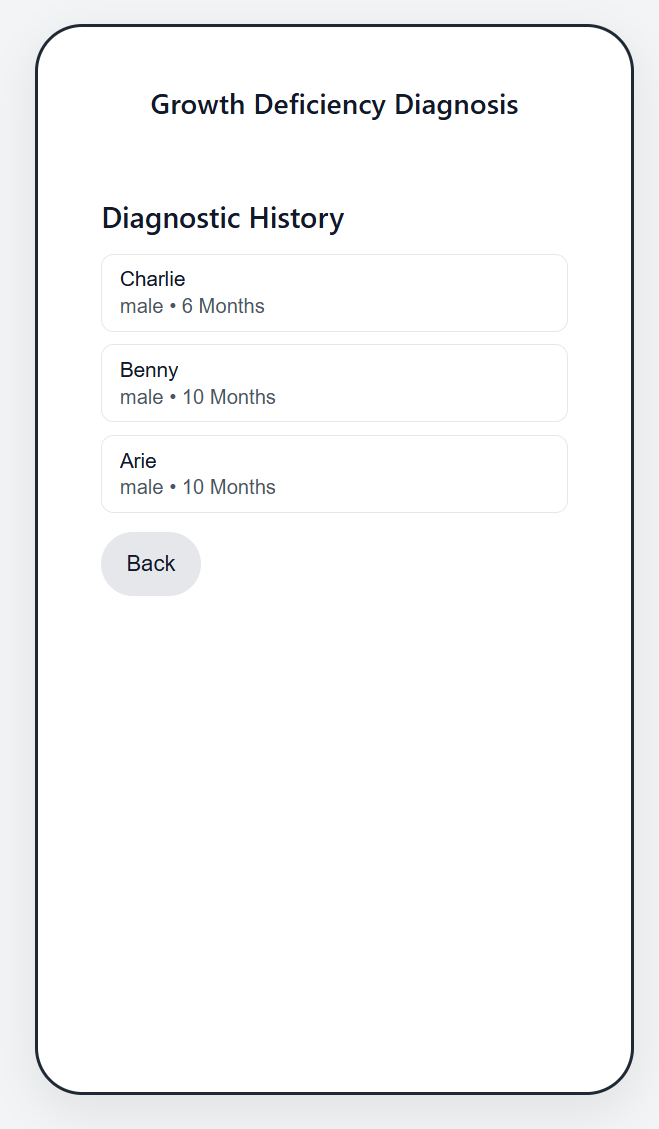 Growth Deficiency Diagnosis
Diagnostic History
Charlie
male • 6 Months
Benny
male • 10 Months
Arie
male • 10 Months
Back